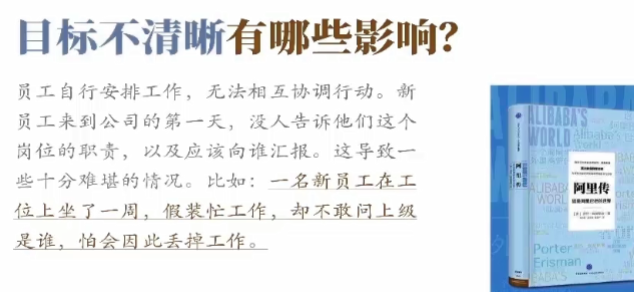 目标不清晰有哪些影响？
员工自行安排工作，无法相互协调行动。新
员工来到公司的第一天，没人告诉他们这个
岗位的职责，以及应该向谁汇报。这导致一
些十分难堪的情况。比如：一名新员工在工
位上坐了一周，假装忙工作，却不敢问上级
是谁，怕会因此丢掉工作。
ALIBABA'S
WORLD
阿里传
Porter
Erisman